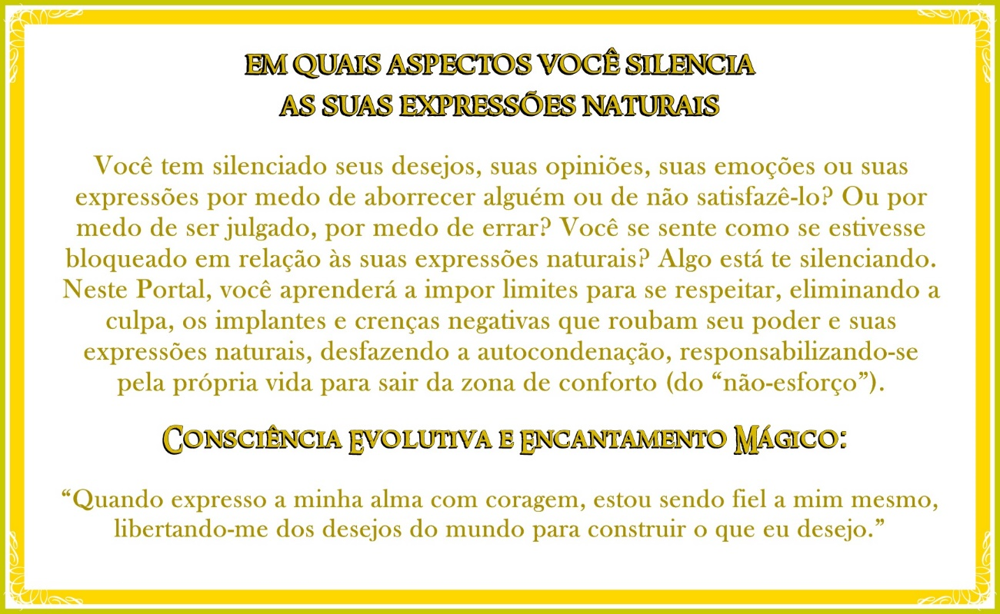 EM QUAIS ASPECTOS VOCÊ SILENCIA
AS SUAS EXPRESSÕES NATURAIS
Você tem silenciado seus desejos, suas opiniões, suas emoções ou suas
expressões por medo de aborrecer alguém ou de não satisfazê-lo? Ou por
medo de ser julgado, por medo de errar? Você se sente como se estivesse
bloqueado em relação às suas expressões naturais? Algo está te silenciando.
Neste Portal, você aprenderá a impor limites para se respeitar, eliminando a
culpa, os implantes e crenças negativas que roubam seu poder e suas
expressões naturais, desfazendo a autocondenação, responsabilizando-se
pela própria vida para sair da zona de conforto (do “não-esforço”).
Consciência Evolutiva e Encantamento Mágico:
“Quando expresso a minha alma com coragem, estou sendo fiel a mim mesmo,
libertando-me dos desejos do mundo para construir o que eu desejo.”